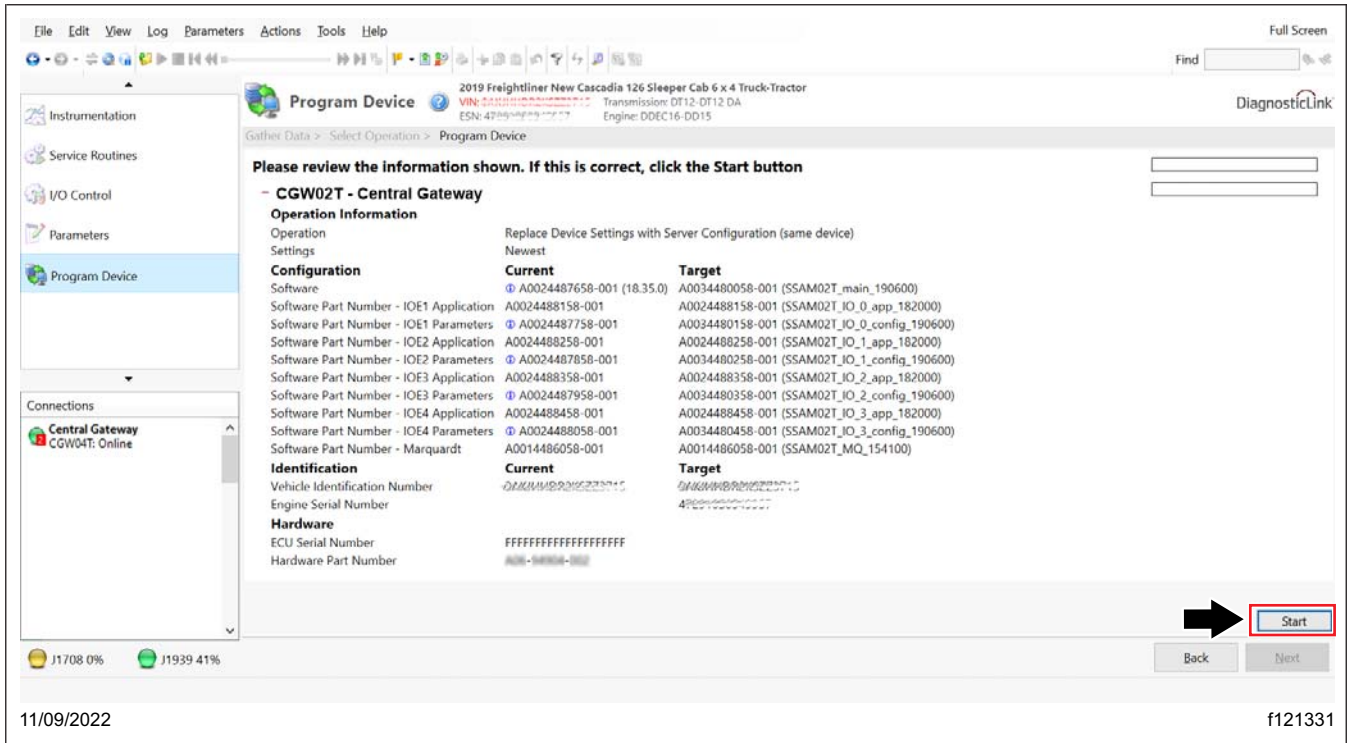 File Edit View Log Parameters Actions Tools Help Full Screen
Find
Instrumentation
Service Routines
I/O Control
Parameters
Program Device
Connections
Central Gateway
CGW04T: Online
Program Device
2019 Freightliner New Cascadia 126 Sleeper Cab 6 x 4 Truck-Tractor
VIN: Transmission: DT12-DT12 DA
ESN: Engine: DDEC16-DD15
DiagnosticLink
Gather Data > Select Operation > Program Device
Please review the information shown. If this is correct, click the Start button
- CGW02T - Central Gateway
Operation Information
Operation Replace Device Settings with Server Configuration (same device)
Settings Newest
Configuration Current Target
Software A0024487658-001 (18.35.0) A0034480058-001 (SSAM02T_main_190600)
Software Part Number - IOE1 Application A0024488158-001 A0024488158-001 (SSAM02T_IO_0_app_182000)
Software Part Number - IOE1 Parameters A0024487758-001 A0034480158-001 (SSAM02T_IO_0_config_190600)
Software Part Number - IOE2 Application A0024488258-001 A0024488258-001 (SSAM02T_IO_1_app_182000)
Software Part Number - IOE2 Parameters A0024487858-001 A0034480258-001 (SSAM02T_IO_1_config_190600)
Software Part Number - IOE3 Application A0024488358-001 A0024488358-001 (SSAM02T_IO_2_app_182000)
Software Part Number - IOE3 Parameters A0024487958-001 A0034480358-001 (SSAM02T_IO_2_config_190600)
Software Part Number - IOE4 Application A0024488458-001 A0024488458-001 (SSAM02T_IO_3_app_182000)
Software Part Number - IOE4 Parameters A0024488058-001 A0034480458-001 (SSAM02T_IO_3_config_190600)
Software Part Number - Marquardt A0014486058-001 A0014486058-001 (SSAM02T_MQ_154100)
Identification Current Target
Vehicle Identification Number
Engine Serial Number
Hardware
ECU Serial Number FFFFFFFFFFFFFFFFFFFF
Hardware Part Number
Start
Back Next
J1708 0% J1939 41%
11/09/2022 f121331